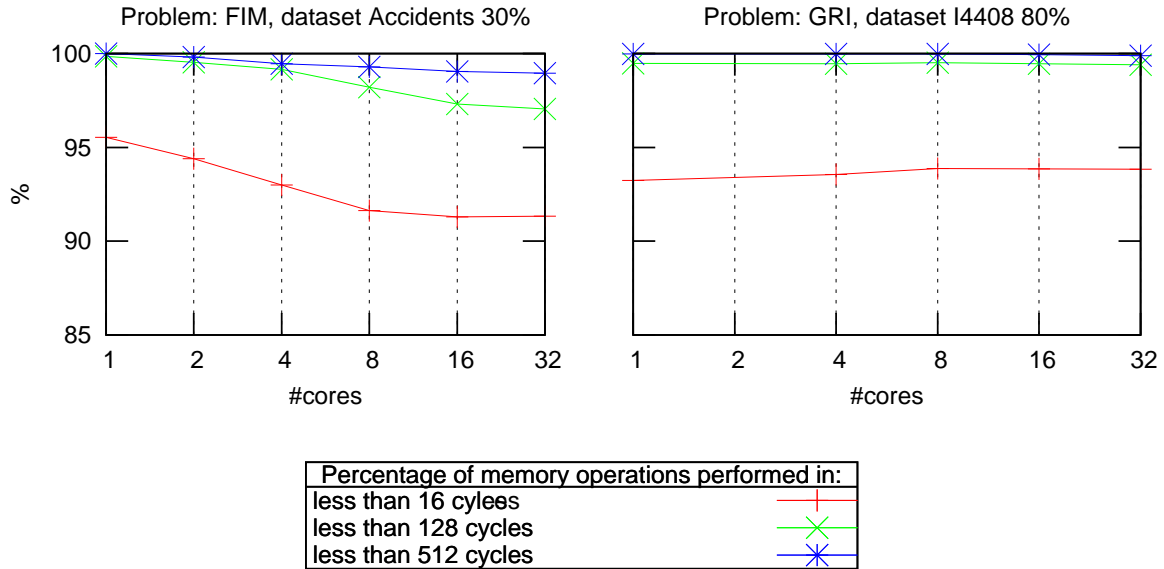 Problem: FIM, dataset Accidents 30%
Problem: GRI, dataset I4408 80%
100
95
90
85
%
1 2 4 8 16 32
#cores
1 2 4 8 16 32
#cores
Percentage of memory operations performed in:
less than 16 cyless
less than 128 cycles
less than 512 cycles